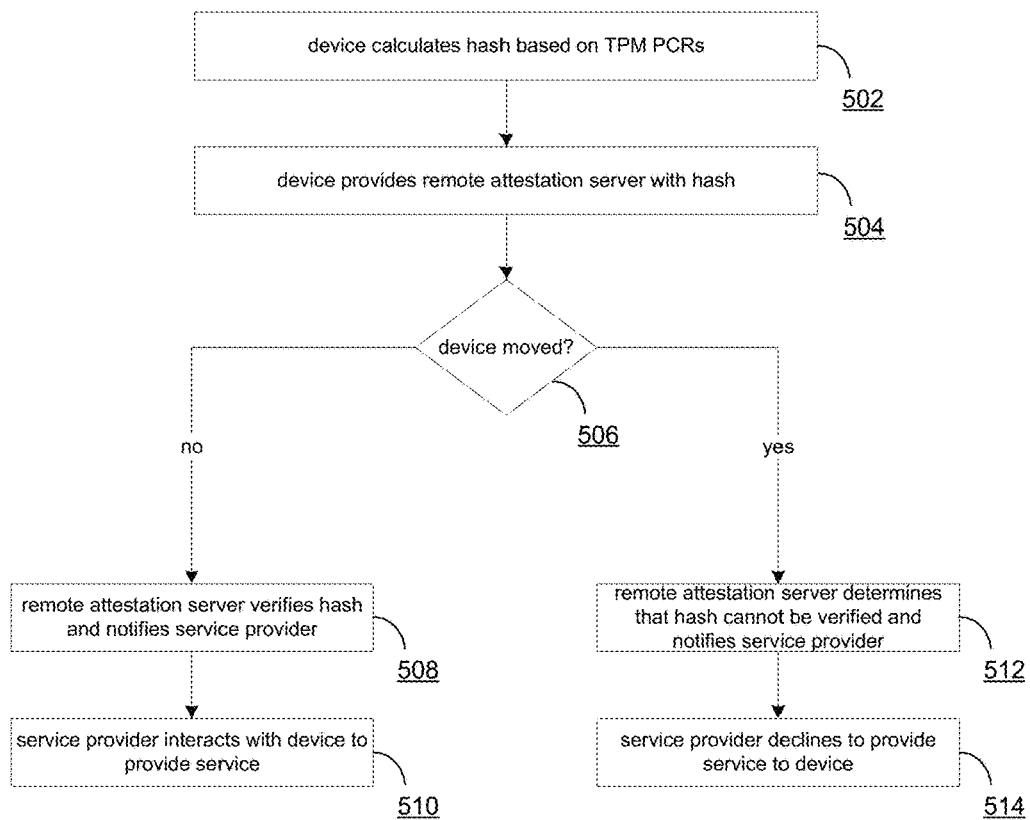 device calculates hash based on TPM PCRs
502
device provides remote attestation server with hash
504
device moved?
506
no
yes
remote attestation server verifies hash
and notifies service provider
508
remote attestation server determines
that hash cannot be verified and
notifies service provider
512
service provider interacts with device to
provide service
510
service provider declines to provide
service to device
514